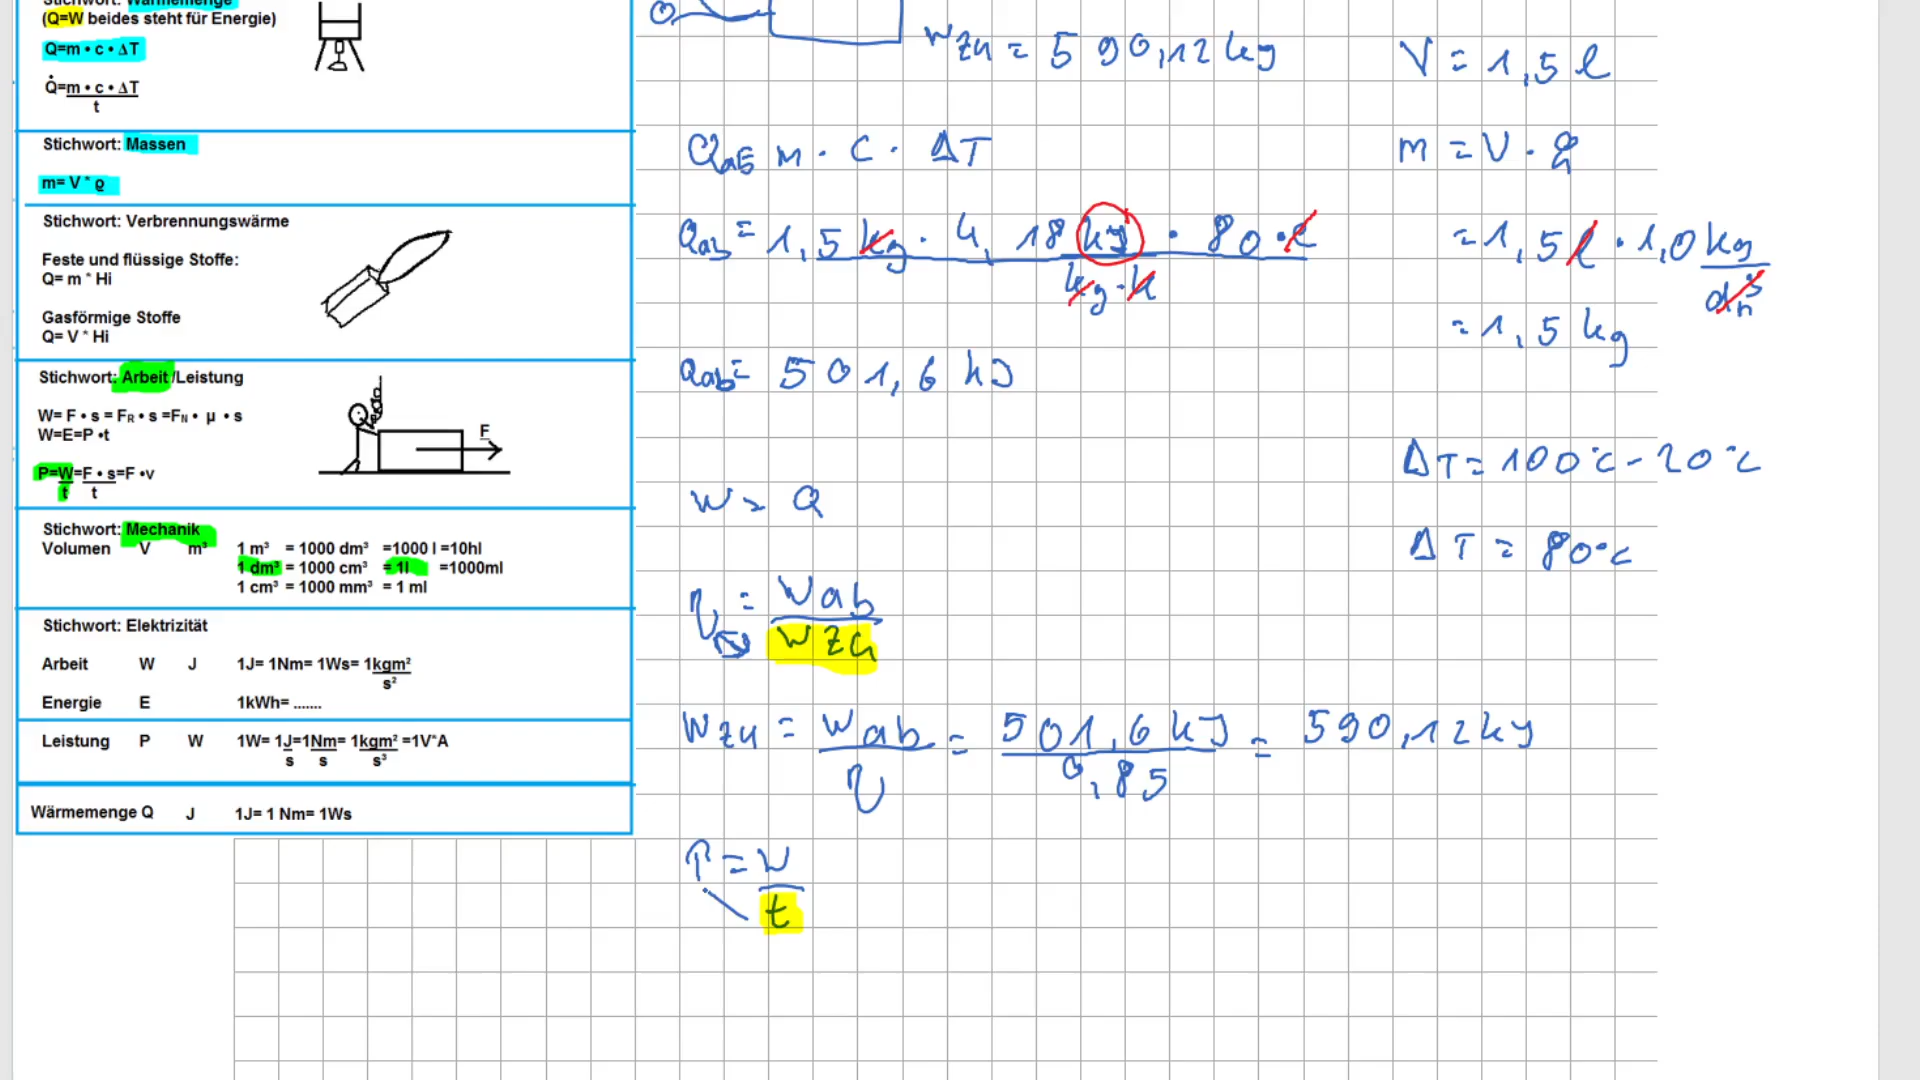 Stichwort: Wärmemenge
(Q=W beides steht für Energie)
Q=m • c • ΔT
Q̇=m • c • ΔT
t
Stichwort: Massen
m= V * ϱ
Stichwort: Verbrennungswärme
Feste und flüssige Stoffe:
Q= m * Hi
Gasförmige Stoffe
Q= V * Hi
Stichwort: Arbeit /Leistung
W= F • s = FR • s =FN • µ • s
W=E=P •t
P=W=F • s=F •v
t t
F
Stichwort: Mechanik
Volumen V m³ 1 m³ = 1000 dm³ =1000 l =10hl
1 dm³ = 1000 cm³ = 1l =1000ml
1 cm³ = 1000 mm³ = 1 ml
Stichwort: Elektrizität
Arbeit W J 1J= 1Nm= 1Ws= 1kgm²
s²
Energie E 1kWh= .......
Leistung P W 1W= 1J=1Nm= 1kgm² =1V*A
s s s³
Wärmemenge Q J 1J= 1 Nm= 1Ws
Wzu = 590,12 kJ
Qab= m · c · ΔT
Qab = 1,5 kg · 4,18 kJ · 80 °C
kg · K
Qab = 501,6 kJ
W = Q
η = Wab
Wzu
Wzu = Wab = 501,6 kJ = 590,12 kJ
η 0,85
P = W
t
V = 1,5 l
m = V · ϱ
= 1,5 l · 1,0 kg
dm³
= 1,5 kg
ΔT = 100°C - 20°C
ΔT = 80°C